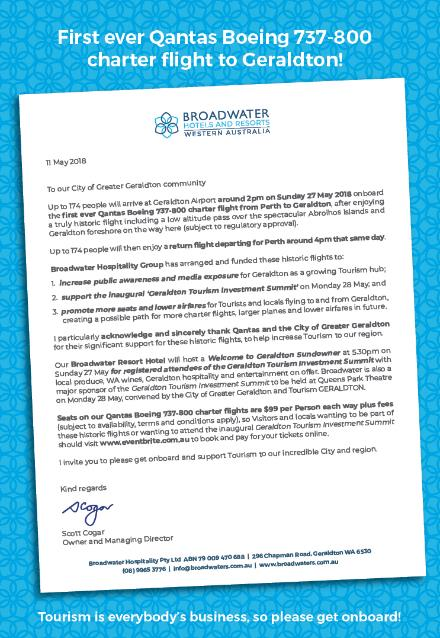 First ever Qantas Boeing 737-800
charter flight to Geraldton!
BROADWATER
HOTELS AND RESORTS
WESTERN AUSTRALIA
11 May 2018
To our City of Greater Geraldton community
Up to 174 people will arrive at Geraldton Airport around 2pm on Sunday 27 May 2018 onboard
the first ever Qantas Boeing 737-800 charter flight from Perth to Geraldton, after enjoying
a truly historic flight including a low altitude pass over the spectacular Abrolhos Islands and
Geraldton foreshore on the way here (subject to regulatory approval).
Up to 174 people will then enjoy a return flight departing for Perth around 4pm that same day.
Broadwater Hospitality Group has arranged and funded these historic flights to:
1. increase public awareness and media exposure for Geraldton as a growing Tourism hub;
2. support the inaugural 'Geraldton Tourism Investment Summit' on Monday 28 May, and
3. promote more seats and lower airfares for Tourists and locals flying to and from Geraldton,
creating a possible path for more charter flights, larger planes and lower airfares in future.
I particularly acknowledge and sincerely thank Qantas and the City of Greater Geraldton
for their significant support for these historic flights, to help increase Tourism to our region.
Our Broadwater Resort Hotel will host a Welcome to Geraldton Sundowner at 5.30pm on
Sunday 27 May for registered attendees of the Geraldton Tourism Investment Summit with
local produce, WA wines, Geraldton hospitality and entertainment on offer. Broadwater is also a
major sponsor of the Geraldton Tourism Investment Summit to be held at Queens Park Theatre
on Monday 28 May, convened by the City of Greater Geraldton and Tourism GERALDTON.
Seats on our Qantas Boeing 737-800 charter flights are $99 per Person each way plus fees
(subject to availability, terms and conditions apply), so Visitors and locals wanting to be part of
these historic flights or wanting to attend the inaugural Geraldton Tourism Investment Summit
should visit www.eventbrite.com.au to book and pay for your tickets online.
I invite you to please get onboard and support Tourism to our incredible City and region.
Kind regards
SCogar
Scott Cogar
Owner and Managing Director
Broadwater Hospitality Pty Ltd ABN 79 009 470 688 | 296 Chapman Road, Geraldton WA 6530
(08) 9965 3776 | info@broadwaters.com.au | www.broadwaters.com.au
Tourism is everybody's business, so please get onboard!